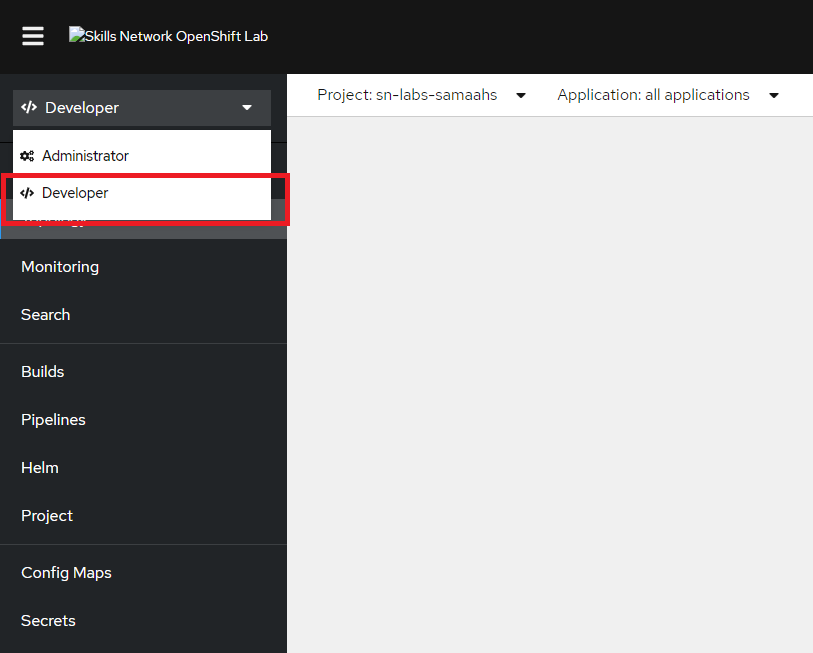 Skills Network OpenShift Lab
Developer
Project: sn-labs-samaahs
Application: all applications
Administrator
Developer
Monitoring
Search
Builds
Pipelines
Helm
Project
Config Maps
Secrets